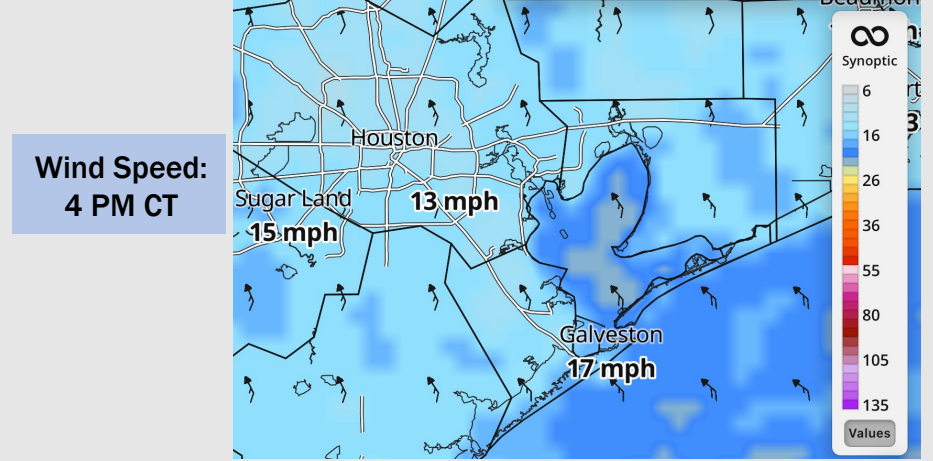 Wind Speed:
4 PM CT
Houston
Sugar Land
13 mph
15 mph
Galveston
17 mph
Synoptic
6
16
26
36
55
80
105
135
Values